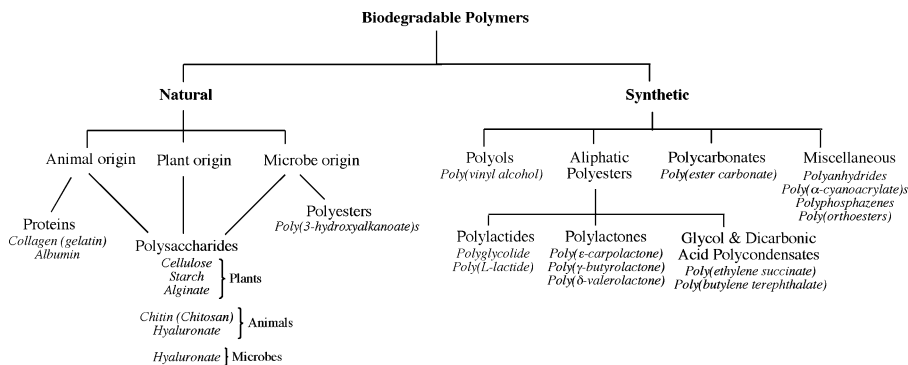 Biodegradable Polymers
Natural
Synthetic
Animal origin
Plant origin
Microbe origin
Proteins
Collagen (gelatin)
Albumin
Polysaccharides
Cellulose
Starch
Alginate
Plants
Chitin (Chitosan)
Hyaluronate
Animals
Hyaluronate
Microbes
Polyesters
Poly(3-hydroxyalkanoate)s
Polyols
Poly(vinyl alcohol)
Aliphatic
Polyesters
Polycarbonates
Poly(ester carbonate)
Miscellaneous
Polyanhydrides
Poly(α-cyanoacrylate)s
Polyphosphazenes
Poly(orthoesters)
Polylactides
Polyglycolide
Poly(L-lactide)
Polylactones
Poly(ε-carpolactone)
Poly(γ-butyrolactone)
Poly(δ-valerolactone)
Glycol & Dicarbonic
Acid Polycondensates
Poly(ethylene succinate)
Poly(butylene terephthalate)